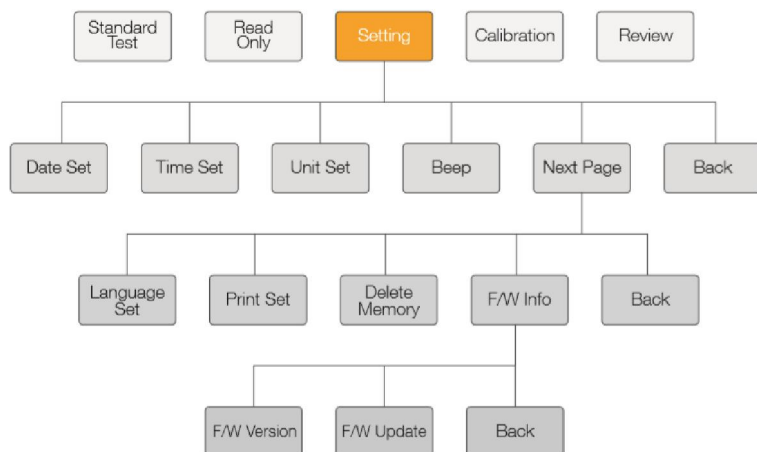 Standard
Test
Read
Only
Setting
Calibration
Review
Date Set
Time Set
Unit Set
Beep
Next Page
Back
Language
Set
Print Set
Delete
Memory
F/W Info
Back
F/W Version
F/W Update
Back